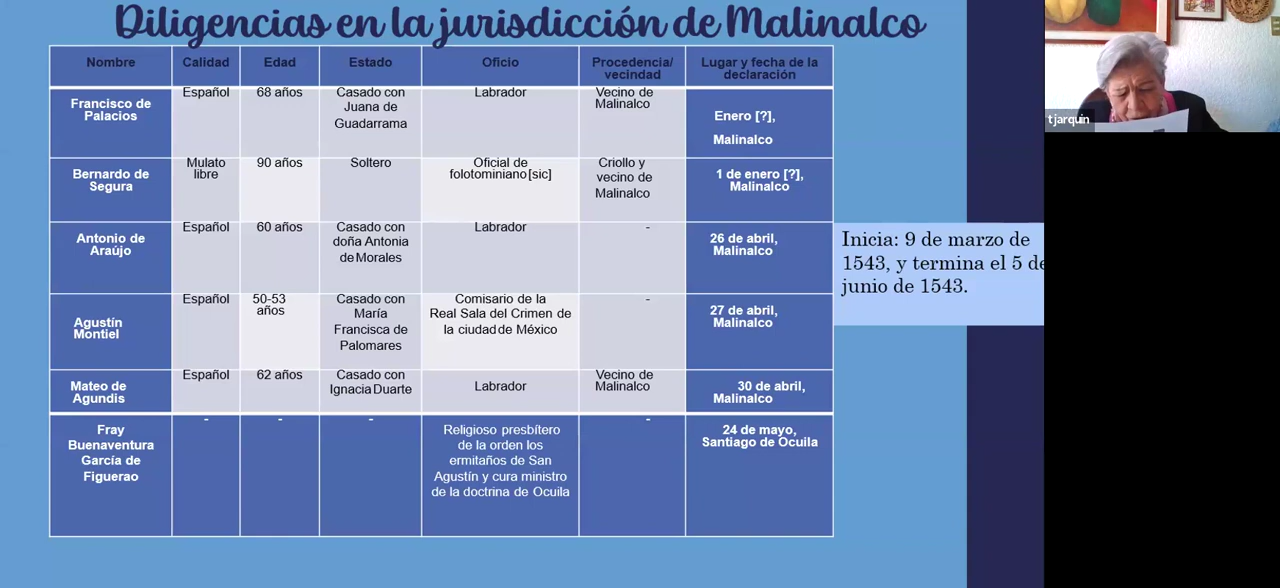 Diligencias en la jurisdicción de Malinalco
Nombre Calidad Edad Estado Oficio Procedencia/ vecindad Lugar y fecha de la declaración
Francisco de Palacios Español 68 años Casado con Juana de Guadarrama Labrador Vecino de Malinalco Enero [?], Malinalco
Bernardo de Segura Mulato libre 90 años Soltero Oficial de folotominiano[sic] Criollo y vecino de Malinalco 1 de enero [?], Malinalco
Antonio de Araújo Español 60 años Casado con doña Antonia de Morales Labrador - 26 de abril, Malinalco
Agustín Montiel Español 50-53 años Casado con María Francisca de Palomares Comisario de la Real Sala del Crimen de la ciudad de México - 27 de abril, Malinalco
Mateo de Agundis Español 62 años Casado con Ignacia Duarte Labrador Vecino de Malinalco 30 de abril, Malinalco
Fray Buenaventura García de Figuerao - - - Religioso presbítero de la orden los ermitaños de San Agustín y cura ministro de la doctrina de Ocuila - 24 de mayo, Santiago de Ocuila
Inicia: 9 de marzo de
1543, y termina el 5 de
junio de 1543.
tjarquin